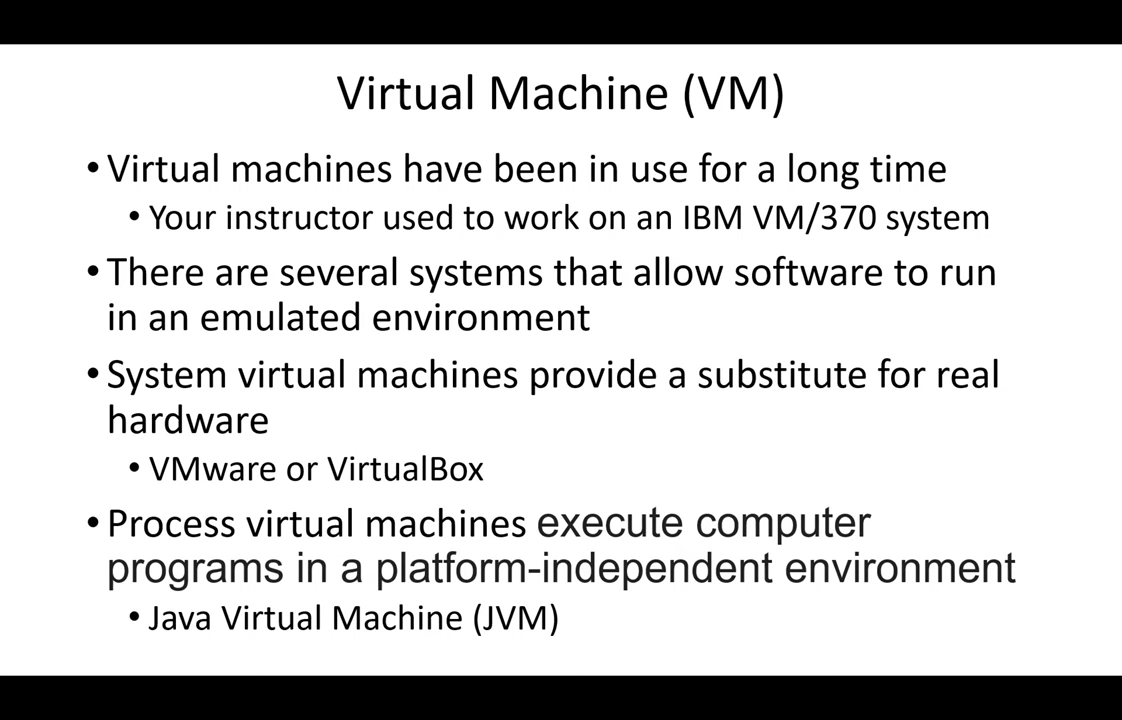 Virtual Machine (VM)
• Virtual machines have been in use for a long time
• Your instructor used to work on an IBM VM/370 system
• There are several systems that allow software to run
in an emulated environment
• System virtual machines provide a substitute for real
hardware
• VMware or VirtualBox
• Process virtual machines execute computer
programs in a platform-independent environment
• Java Virtual Machine (JVM)